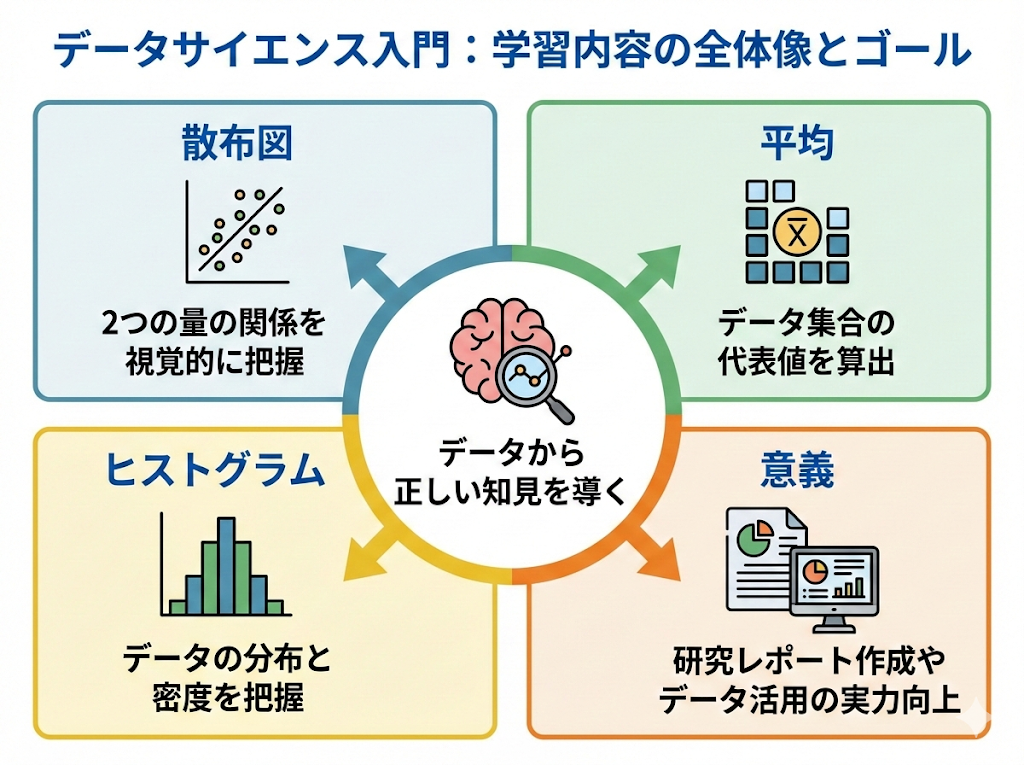 データサイエンス入門：学習内容の全体像とゴール
散布図
2つの量の関係を
視覚的に把握
平均
x̄
データ集合の
代表値を算出
データから
正しい知見を導く
ヒストグラム
データの分布と
密度を把握
意義
研究レポート作成や
データ活用の実力向上